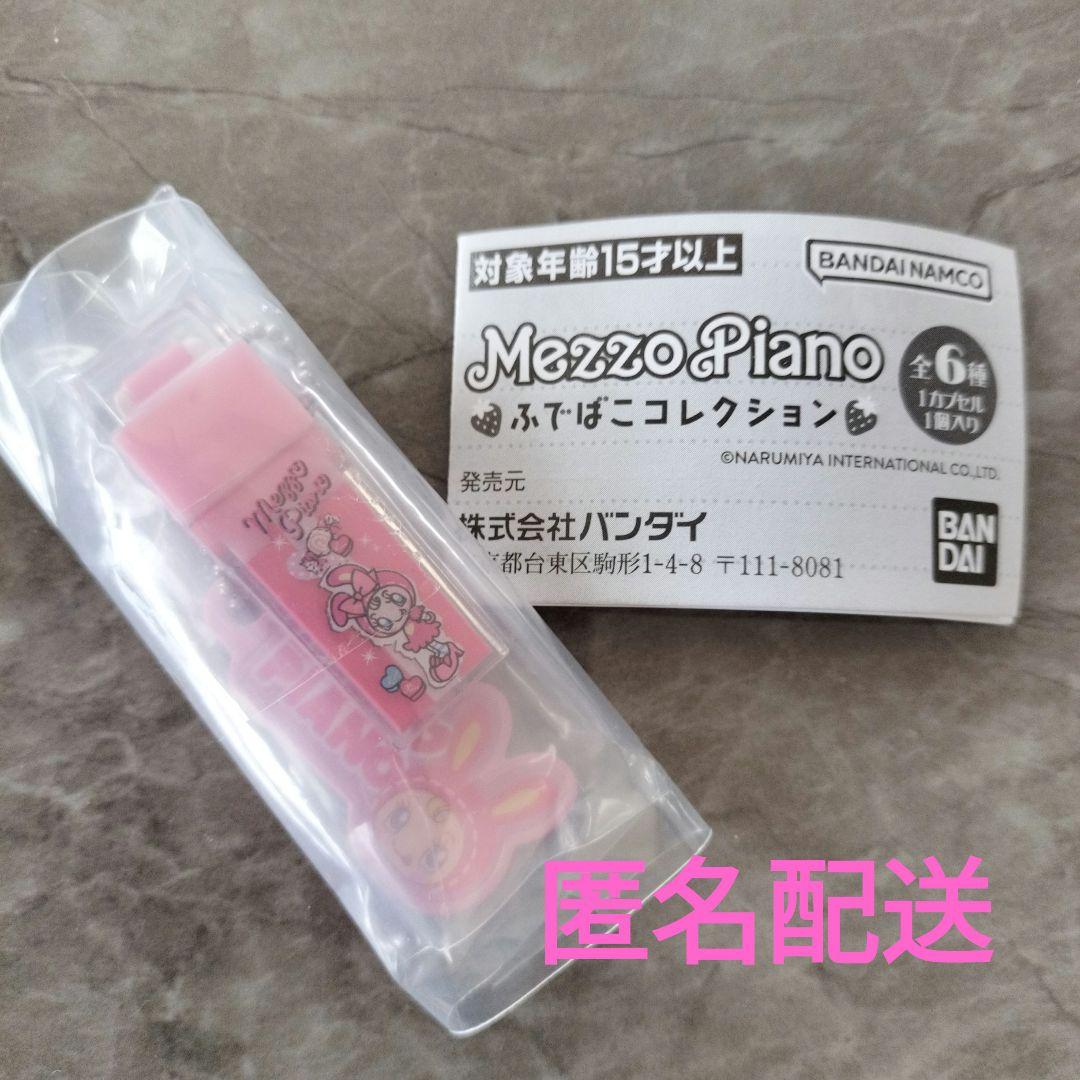 対象年齢15才以上
BANDAI NAMCO
Mezzo Piano
ふでばこコレクション
全6種
1カプセル
1個入り
©NARUMIYA INTERNATIONAL CO.,LTD.
発売元
株式会社バンダイ
京都台東区駒形1-4-8 〒111-8081
BAN
DAI
Mezzo
Piano
PIANO
匿名配送